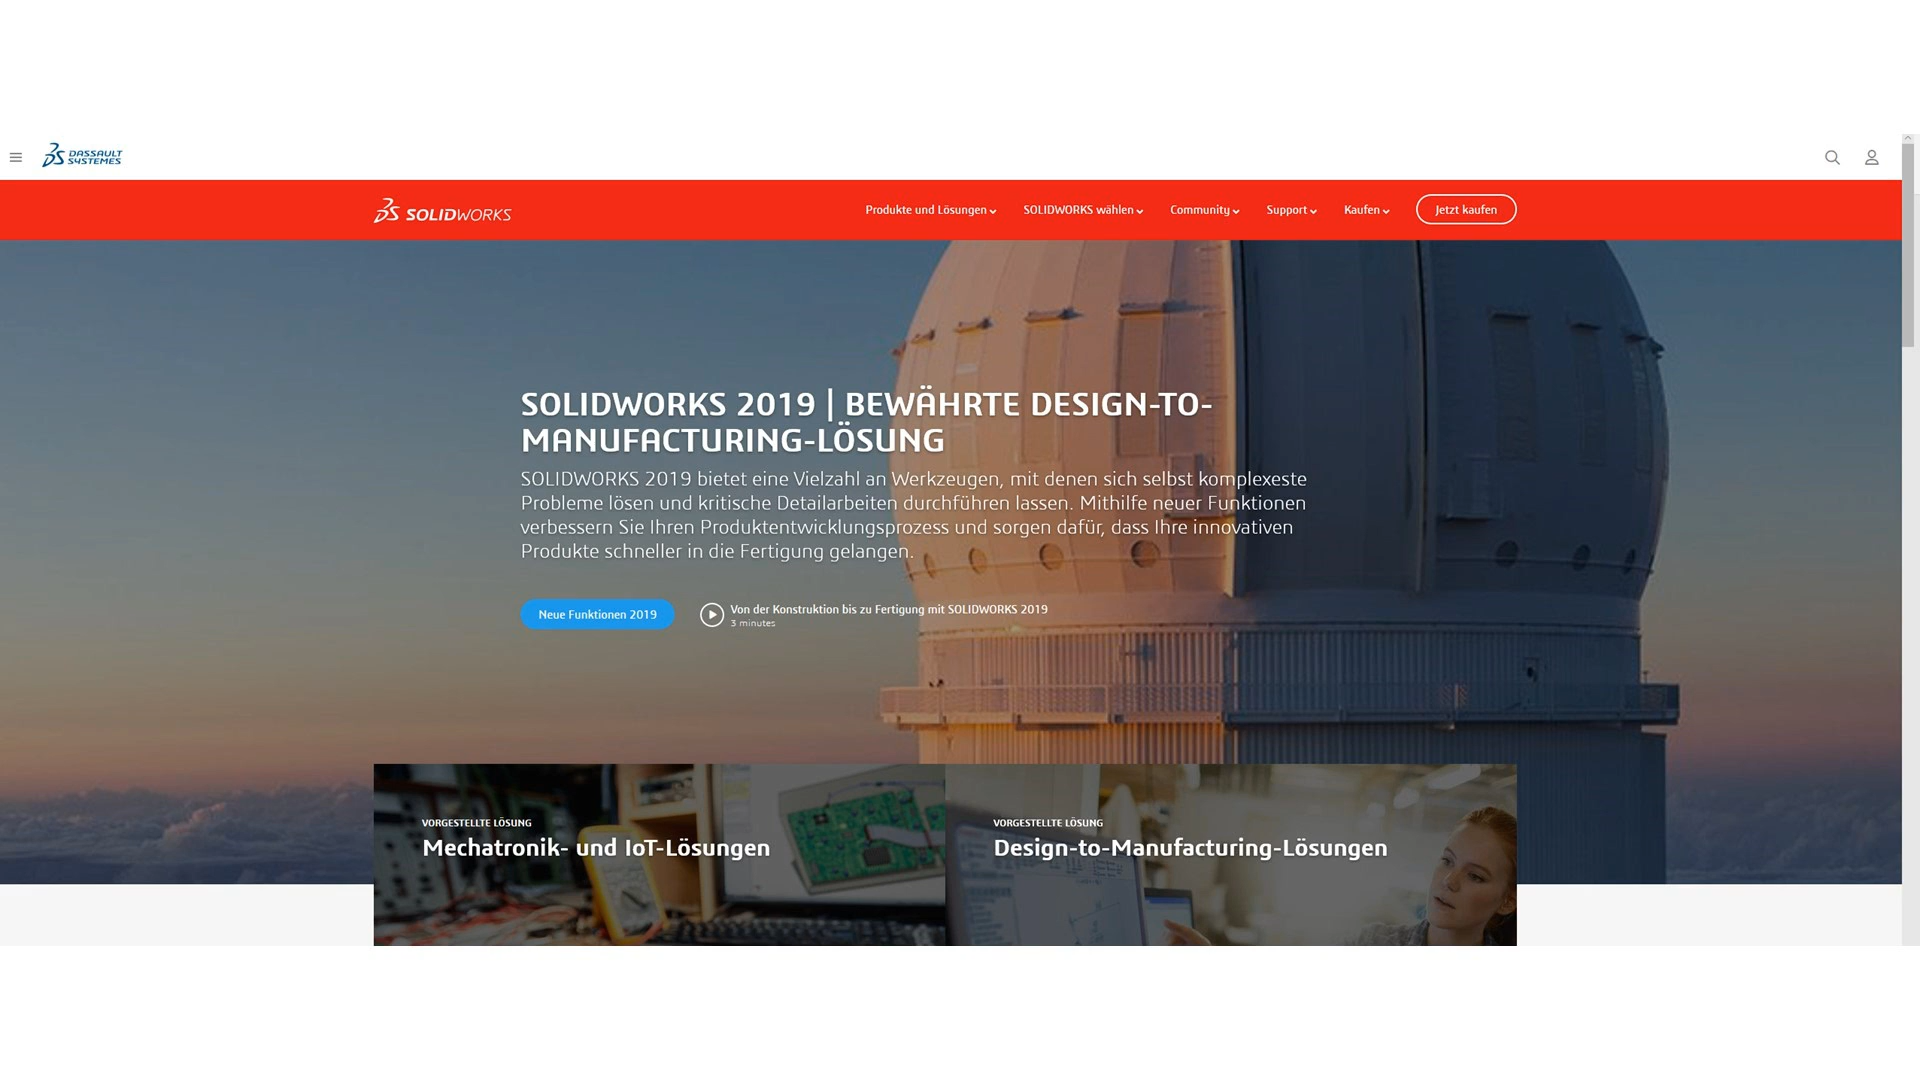 DASSAULT
SYSTEMES
SOLIDWORKS
Produkte und Lösungen
SOLIDWORKS wählen
Community
Support
Kaufen
Jetzt kaufen
SOLIDWORKS 2019 | BEWÄHRTE DESIGN-TO-
MANUFACTURING-LÖSUNG
SOLIDWORKS 2019 bietet eine Vielzahl an Werkzeugen, mit denen sich selbst komplexeste
Probleme lösen und kritische Detailarbeiten durchführen lassen. Mithilfe neuer Funktionen
verbessern Sie Ihren Produktentwicklungsprozess und sorgen dafür, dass Ihre innovativen
Produkte schneller in die Fertigung gelangen.
Neue Funktionen 2019
Von der Konstruktion bis zu Fertigung mit SOLIDWORKS 2019
3 minutes
VORGESTELLTE LÖSUNG
Mechatronik- und IoT-Lösungen
VORGESTELLTE LÖSUNG
Design-to-Manufacturing-Lösungen